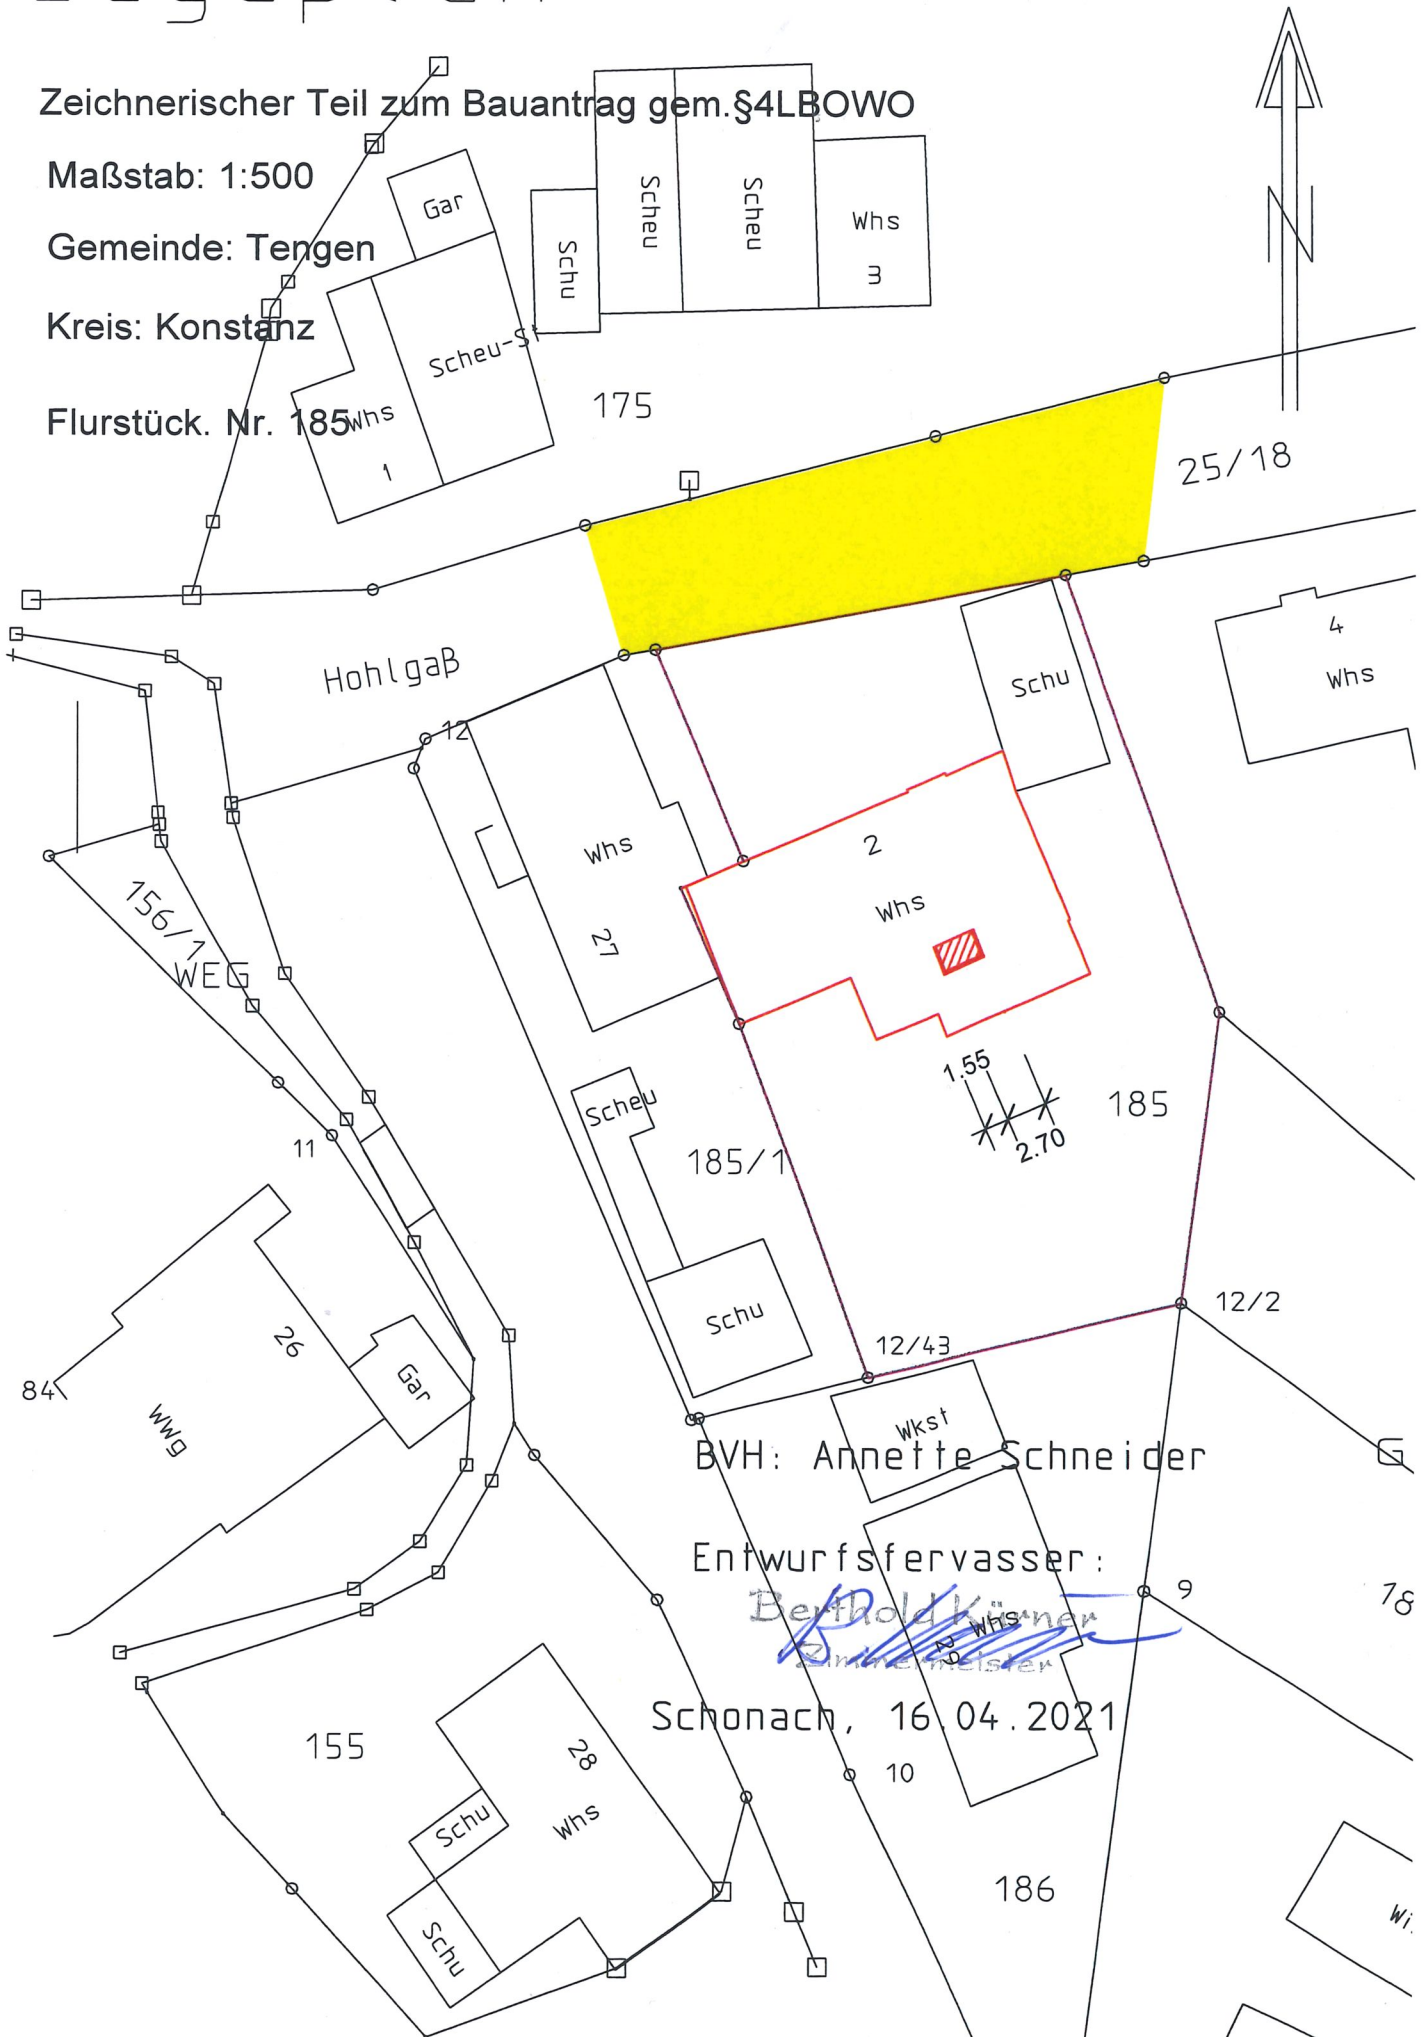 Zeichnerischer Teil zum Bauantrag gem.§4LBOWO
Maßstab: 1:500
Gemeinde: Tengen
Kreis: Konstanz
Flurstück. Nr. 185
Gar
Scheu-St
Whs
1
Schu
Scheu
Scheu
Whs
3
N
175
25/18
Hohlgaß
12
Schu
4
Whs
Whs
27
2
Whs
156/1
WEG
1.55
2.70
185
Scheu
185/1
11
Schu
12/43
12/2
26
Gar
84
WWg
Wkst
BVH: Annette Schneider
G
Entwurfsfervasser:
Berthold Kürner
Zimmermeister
Whs
29
9
78
Schonach, 16.04.2021
155
28
Whs
10
Schu
Schu
186
Wi.